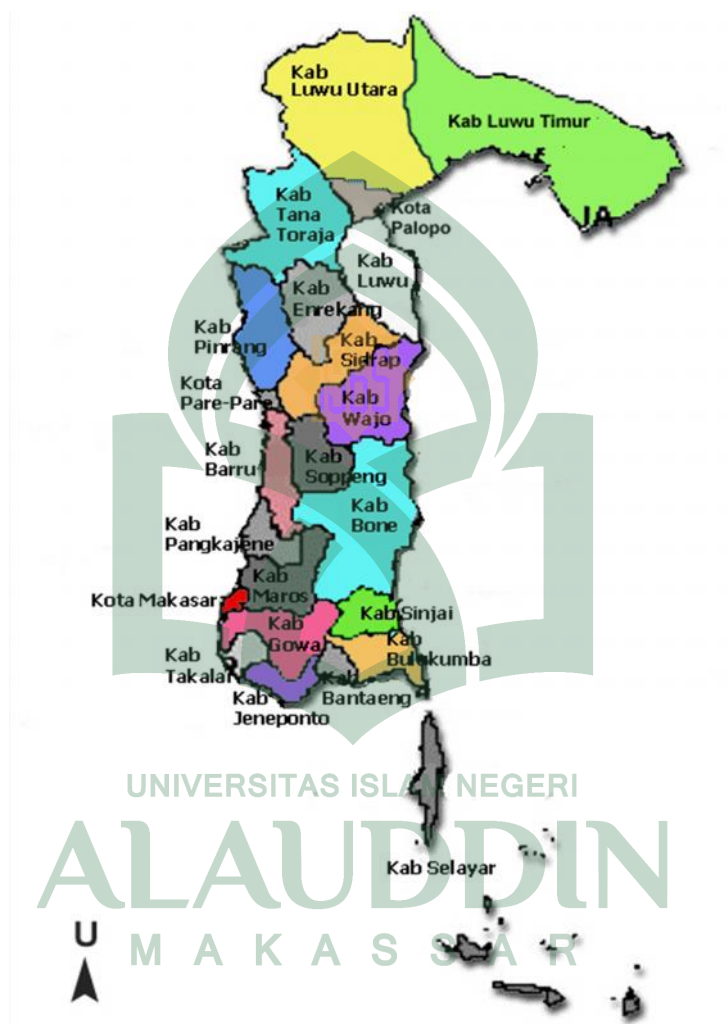 Kab
Luwu Utara
Kab Luwu Timur
JA
Kab
Tana
Toraja
Kota
Palopo
Kab
Luwu
Kab
Enrekang
Kab
Pinrang
Kab
Sidrap
Kota
Pare-Pare
Kab
Wajo
Kab
Barru
Kab
Soppeng
Kab
Bone
Kab
Pangkajene
Kab
Maros
Kota Makasar
Kab
Gowa
Kab Sinjai
Kab
Bulukumba
Kab
Takalar
Kab
Bantaeng
Kab
Jeneponto
UNIVERSITAS ISLAM NEGERI
ALAUDDIN
Kab Selayar
U
MAKASSAR